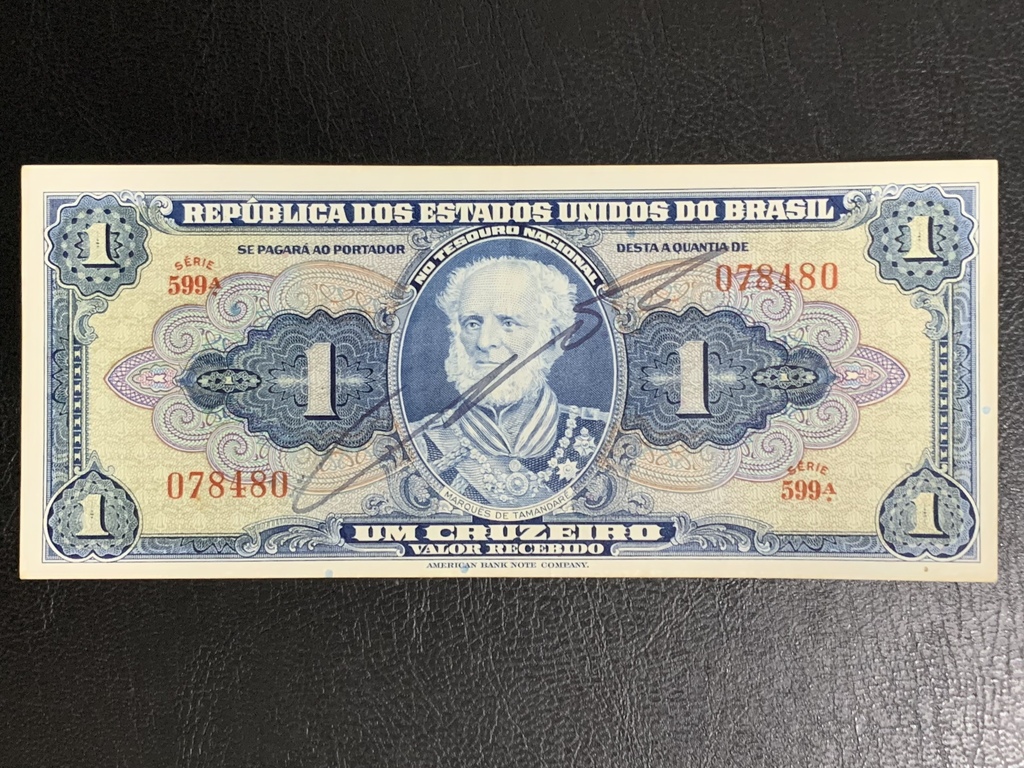 REPÚBLICA DOS ESTADOS UNIDOS DO BRASIL
1
1
SE PAGARÁ AO PORTADOR
NO TESOURO NACIONAL
DESTA A QUANTIA DE
SÉRIE
599A
078480
1
1
1
1
078480
SÉRIE
599A
MARQUÊS DE TAMANDARÉ
1
1
UM CRUZEIRO
VALOR RECEBIDO
AMERICAN BANK NOTE COMPANY.